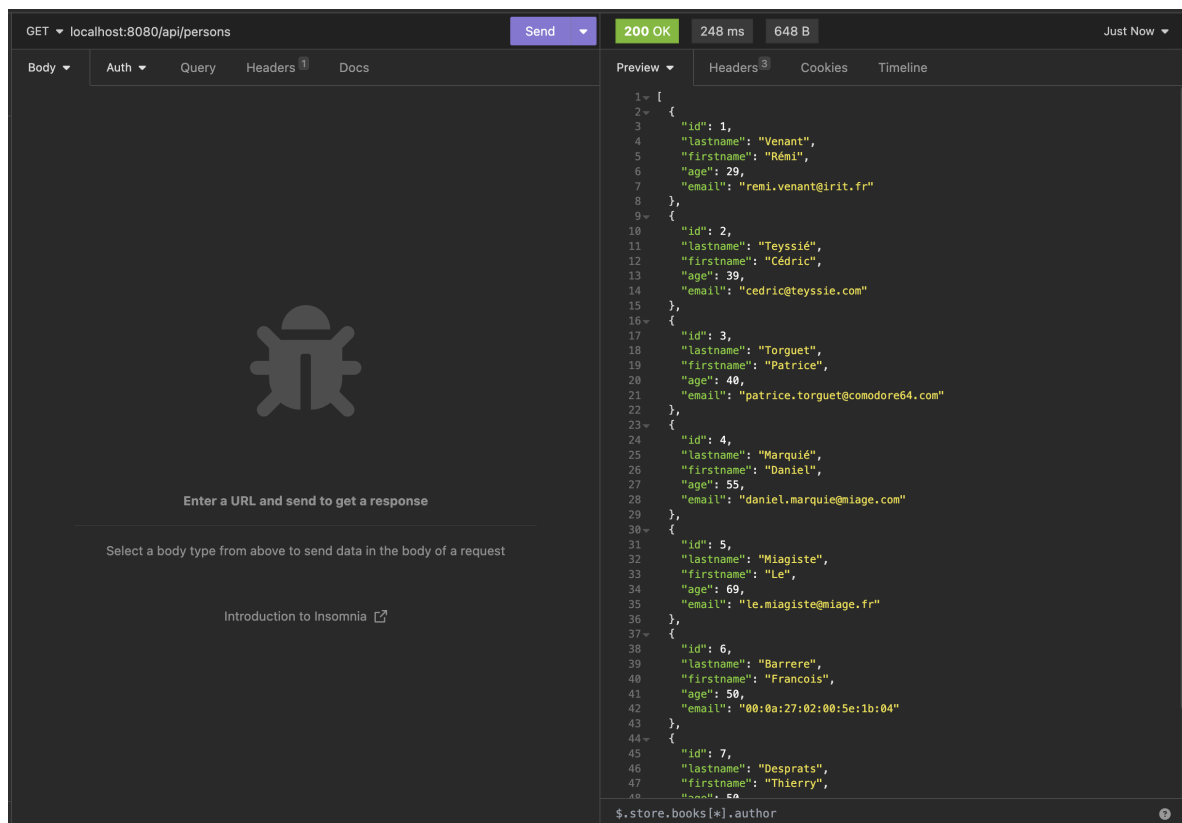 GET localhost:8080/api/persons Send
Body Auth Query Headers 1 Docs
Enter a URL and send to get a response
Select a body type from above to send data in the body of a request
Introduction to Insomnia
200 OK 248 ms 648 B Just Now
Preview Headers 3 Cookies Timeline
1 [
2 {
3 "id": 1,
4 "lastname": "Venant",
5 "firstname": "Rémi",
6 "age": 29,
7 "email": "remi.venant@irit.fr"
8 },
9 {
10 "id": 2,
11 "lastname": "Teyssié",
12 "firstname": "Cédric",
13 "age": 39,
14 "email": "cedric@teyssie.com"
15 },
16 {
17 "id": 3,
18 "lastname": "Torguet",
19 "firstname": "Patrice",
20 "age": 40,
21 "email": "patrice.torguet@comodore64.com"
22 },
23 {
24 "id": 4,
25 "lastname": "Marquié",
26 "firstname": "Daniel",
27 "age": 55,
28 "email": "daniel.marquie@miage.com"
29 },
30 {
31 "id": 5,
32 "lastname": "Miagiste",
33 "firstname": "Le",
34 "age": 69,
35 "email": "le.miagiste@miage.fr"
36 },
37 {
38 "id": 6,
39 "lastname": "Barrere",
40 "firstname": "Francois",
41 "age": 50,
42 "email": "00:0a:27:02:00:5e:1b:04"
43 },
44 {
45 "id": 7,
46 "lastname": "Desprats",
47 "firstname": "Thierry",
48 "age": 50
$.store.books[*].author